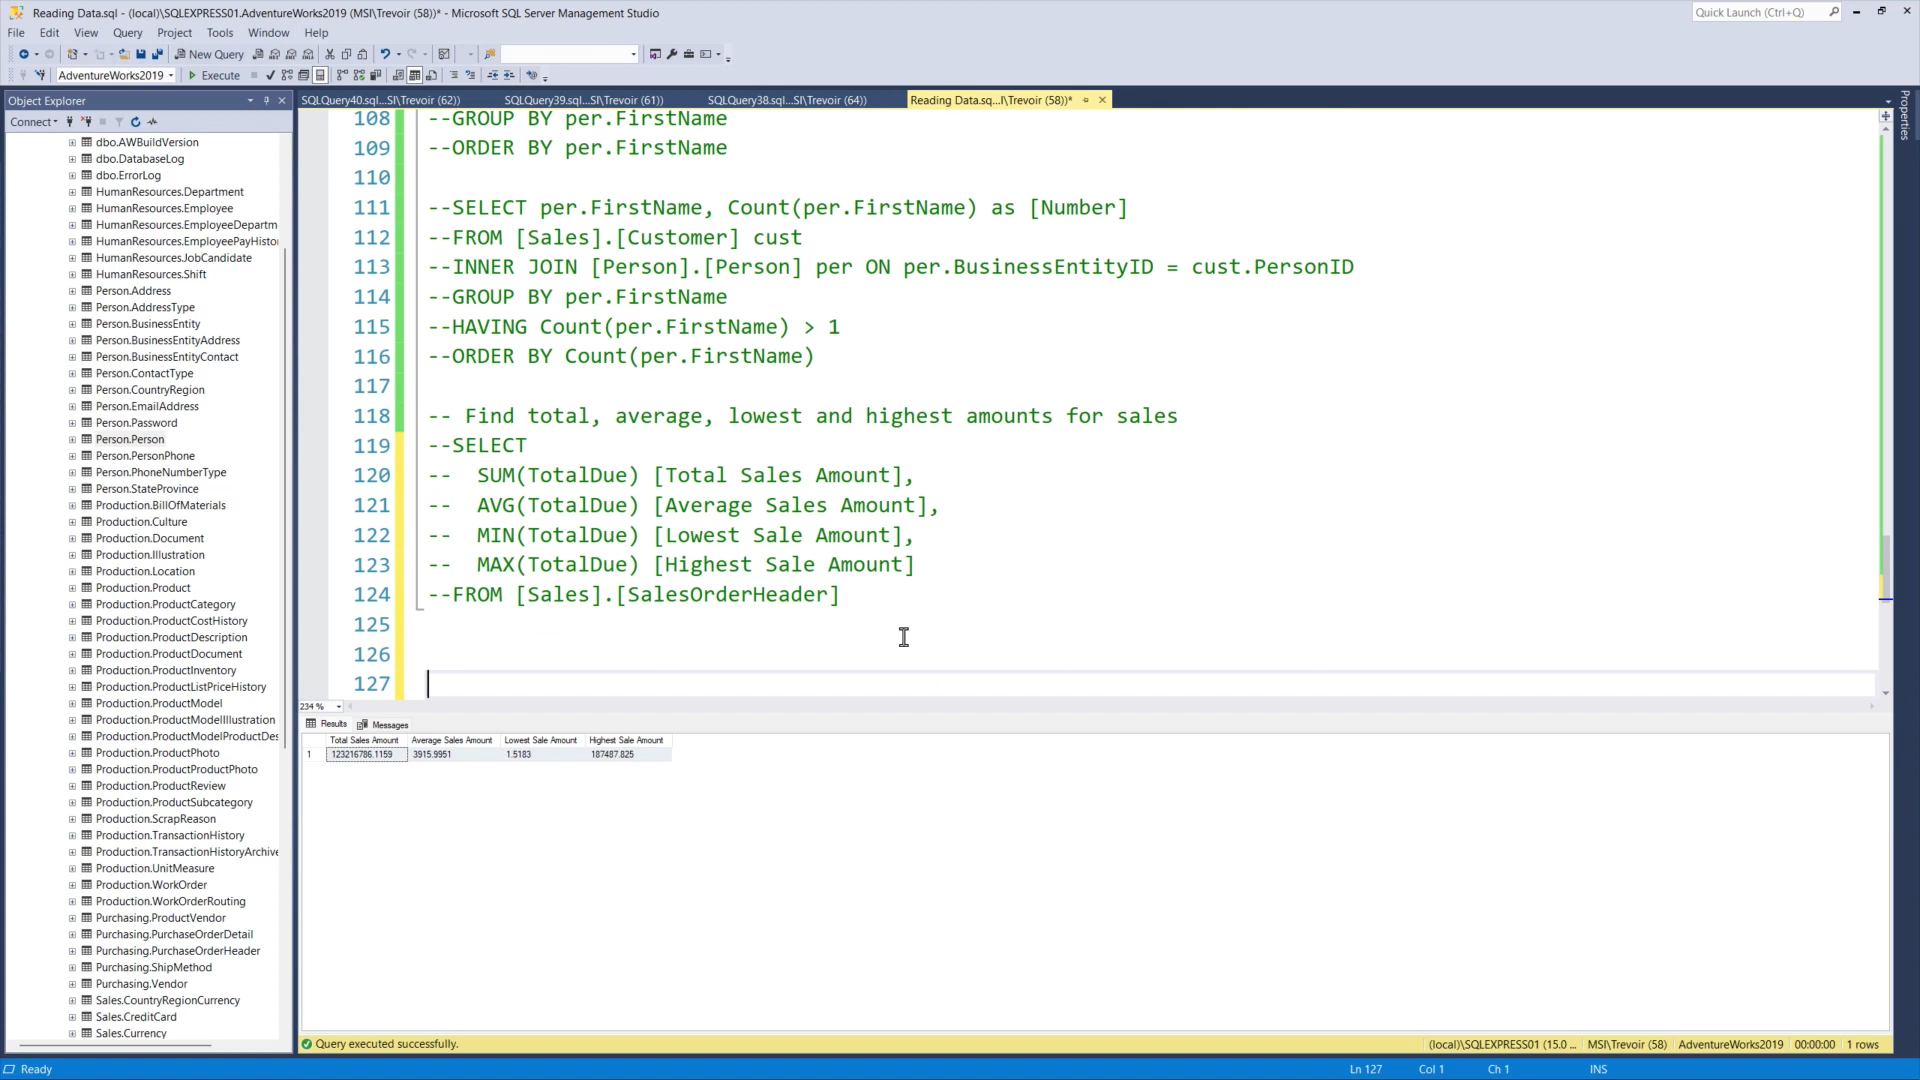 Reading Data.sql - (local)\SQLEXPRESS01.AdventureWorks2019 (MSI\Trevoir (58))* - Microsoft SQL Server Management Studio
Quick Launch (Ctrl+Q)
File Edit View Query Project Tools Window Help
New Query
AdventureWorks2019 Execute
Object Explorer
SQLQuery40.sql...SI\Trevoir (62)) SQLQuery39.sql...SI\Trevoir (61)) SQLQuery38.sql...SI\Trevoir (64)) Reading Data.sq...I\Trevoir (58))*
Properties
Connect
dbo.AWBuildVersion
dbo.DatabaseLog
dbo.ErrorLog
HumanResources.Department
HumanResources.Employee
HumanResources.EmployeeDepartm
HumanResources.EmployeePayHisto
HumanResources.JobCandidate
HumanResources.Shift
Person.Address
Person.AddressType
Person.BusinessEntity
Person.BusinessEntityAddress
Person.BusinessEntityContact
Person.ContactType
Person.CountryRegion
Person.EmailAddress
Person.Password
Person.Person
Person.PersonPhone
Person.PhoneNumberType
Person.StateProvince
Production.BillOfMaterials
Production.Culture
Production.Document
Production.Illustration
Production.Location
Production.Product
Production.ProductCategory
Production.ProductCostHistory
Production.ProductDescription
Production.ProductDocument
Production.ProductInventory
Production.ProductListPriceHistory
Production.ProductModel
Production.ProductModelIllustration
Production.ProductModelProductDes
Production.ProductPhoto
Production.ProductProductPhoto
Production.ProductReview
Production.ProductSubcategory
Production.ScrapReason
Production.TransactionHistory
Production.TransactionHistoryArchive
Production.UnitMeasure
Production.WorkOrder
Production.WorkOrderRouting
Purchasing.ProductVendor
Purchasing.PurchaseOrderDetail
Purchasing.PurchaseOrderHeader
Purchasing.ShipMethod
Purchasing.Vendor
Sales.CountryRegionCurrency
Sales.CreditCard
Sales.Currency
108 --GROUP BY per.FirstName
109 --ORDER BY per.FirstName
110
111 --SELECT per.FirstName, Count(per.FirstName) as [Number]
112 --FROM [Sales].[Customer] cust
113 --INNER JOIN [Person].[Person] per ON per.BusinessEntityID = cust.PersonID
114 --GROUP BY per.FirstName
115 --HAVING Count(per.FirstName) > 1
116 --ORDER BY Count(per.FirstName)
117
118 -- Find total, average, lowest and highest amounts for sales
119 --SELECT
120 -- SUM(TotalDue) [Total Sales Amount],
121 -- AVG(TotalDue) [Average Sales Amount],
122 -- MIN(TotalDue) [Lowest Sale Amount],
123 -- MAX(TotalDue) [Highest Sale Amount]
124 --FROM [Sales].[SalesOrderHeader]
125
126
127
234 %
Results Messages
Total Sales Amount Average Sales Amount Lowest Sale Amount Highest Sale Amount
1 123216786.1159 3915.9951 1.5183 187487.825
Query executed successfully. (local)\SQLEXPRESS01 (15.0 ... MSI\Trevoir (58) AdventureWorks2019 00:00:00 1 rows
Ready Ln 127 Col 1 Ch 1 INS